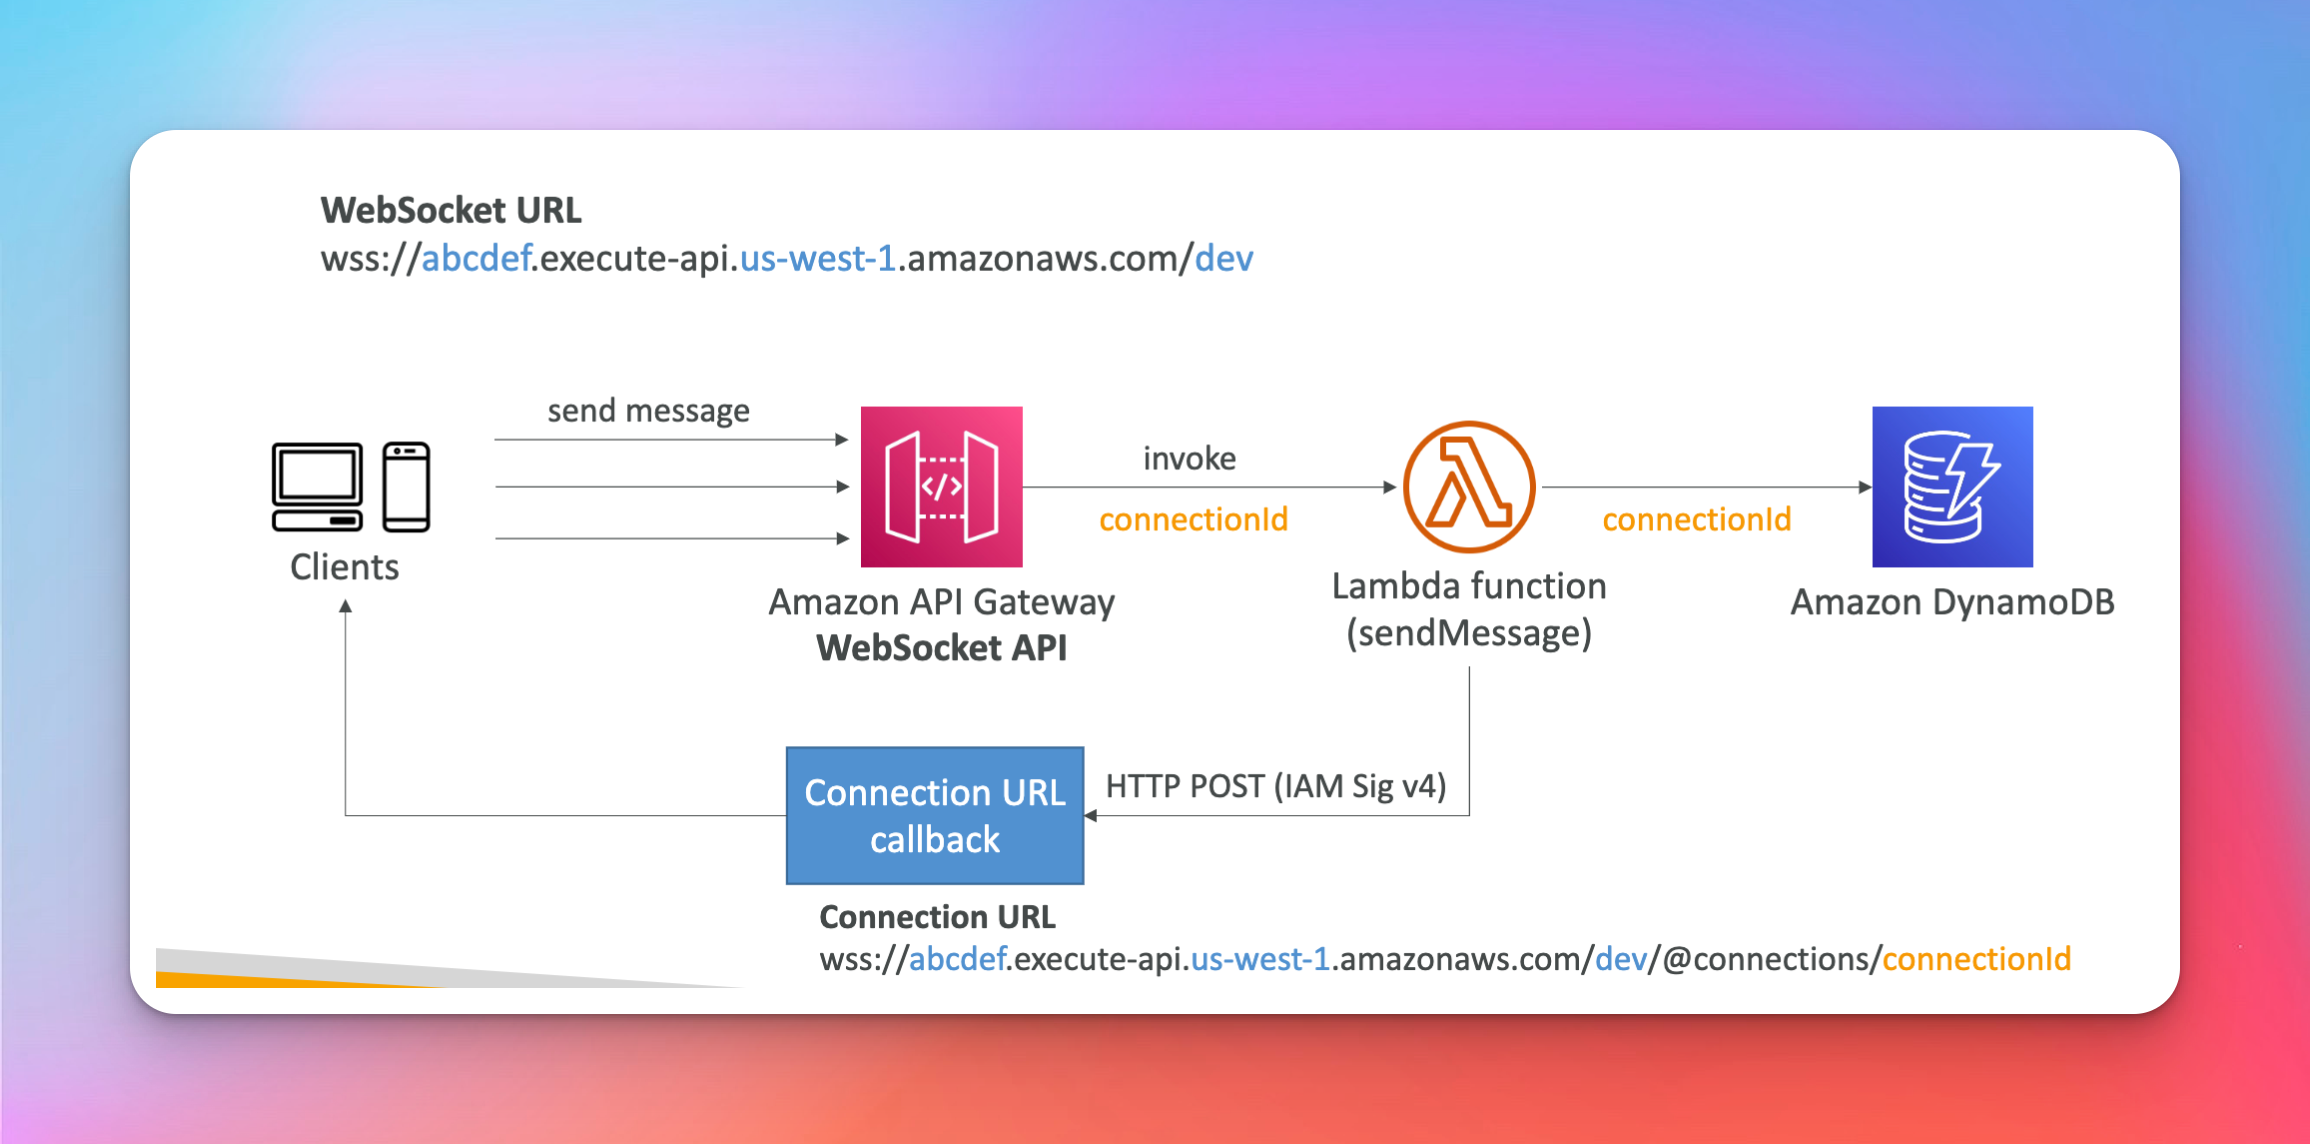 WebSocket URL
wss://abcdef.execute-api.us-west-1.amazonaws.com/dev
send message
invoke
connectionId
connectionId
</>
Clients
Amazon API Gateway
WebSocket API
Lambda function
(sendMessage)
Amazon DynamoDB
Connection URL
callback
HTTP POST (IAM Sig v4)
Connection URL
wss://abcdef.execute-api.us-west-1.amazonaws.com/dev/@connections/connectionId